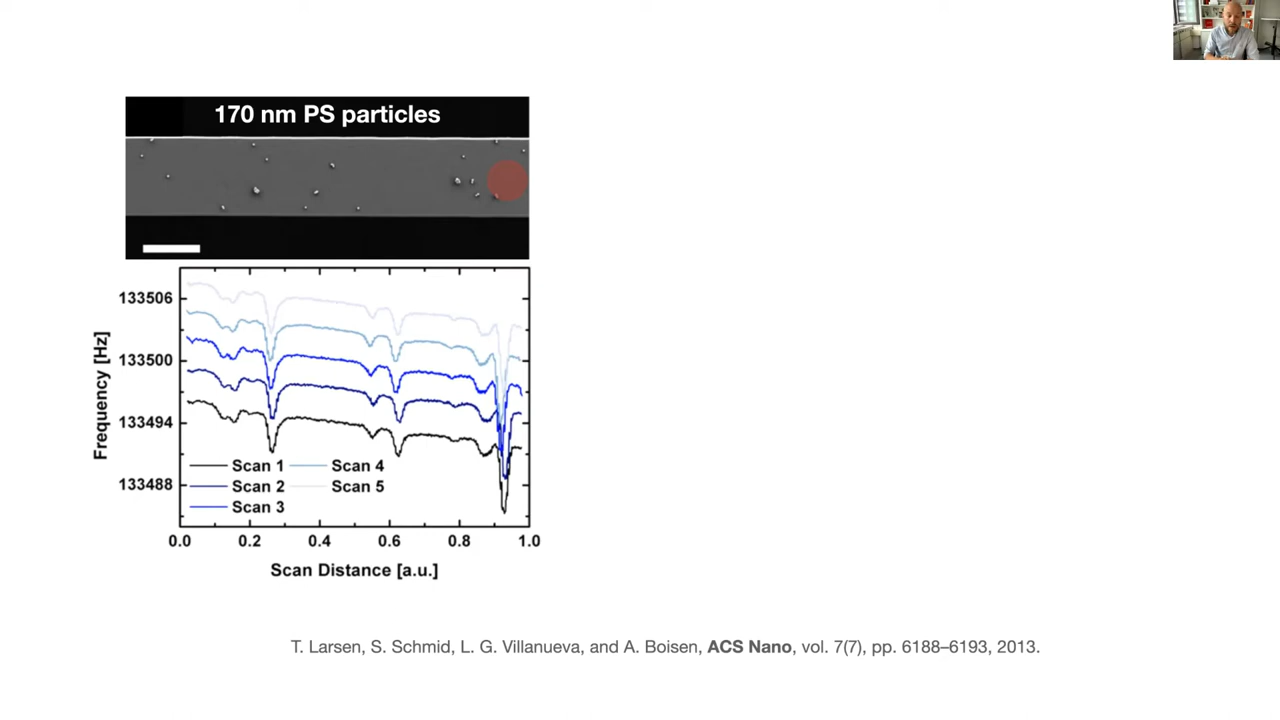 170 nm PS particles
133506
133500
133494
133488
Frequency [Hz]
Scan 1
Scan 4
Scan 2
Scan 5
Scan 3
0.0 0.2 0.4 0.6 0.8 1.0
Scan Distance [a.u.]
T. Larsen, S. Schmid, L. G. Villanueva, and A. Boisen, ACS Nano, vol. 7(7), pp. 6188–6193, 2013.